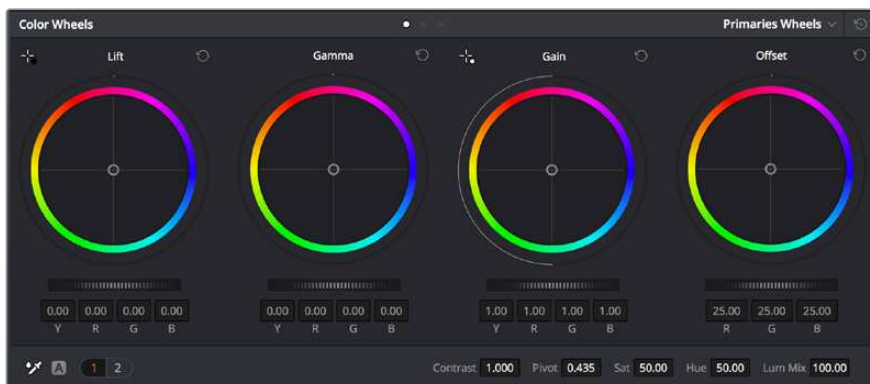 Color Wheels Primaries Wheels
Lift Gamma Gain Offset
0.00 0.00 0.00 0.00 0.00 0.00 0.00 0.00 1.00 1.00 1.00 1.00 25.00 25.00 25.00
Y R G B Y R G B Y R G B R G B
A 1 2 Contrast 1.000 Pivot 0.435 Sat 50.00 Hue 50.00 Lum Mix 100.00